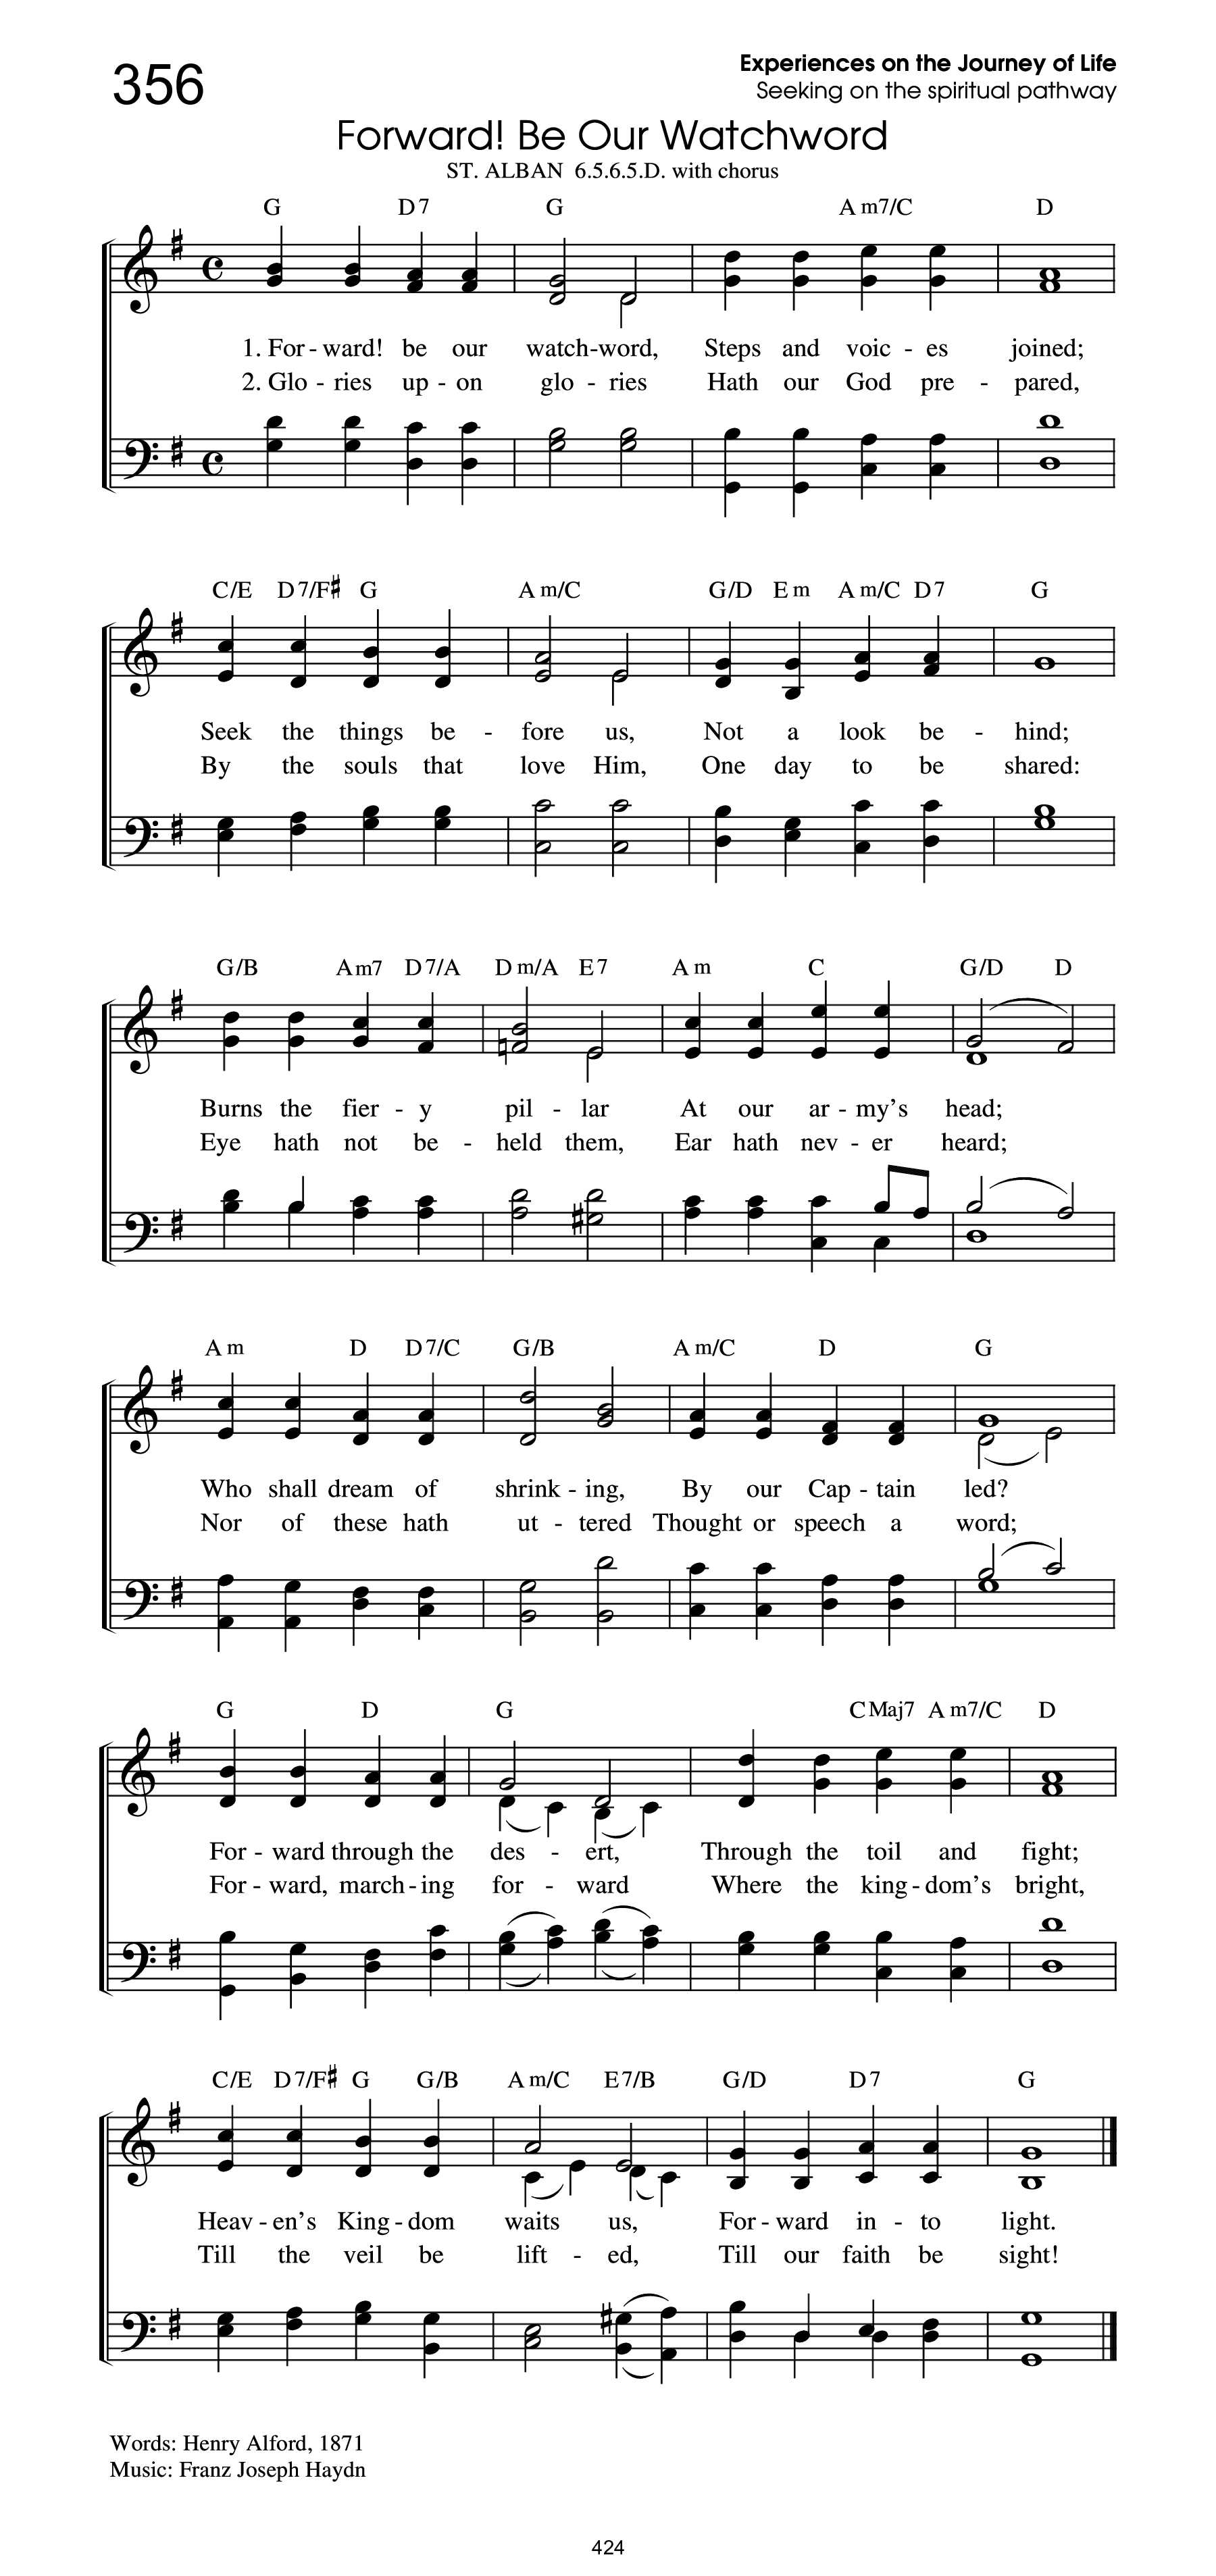 356
Experiences on the Journey of Life
Seeking on the spiritual pathway
Forward! Be Our Watchword
ST. ALBAN 6.5.6.5.D. with chorus
G D7 G Am7/C D
1. For - ward! be our watch-word, Steps and voic - es joined;
2. Glo - ries up - on glo - ries Hath our God pre - pared,
C/E D7/F♯ G Am/C G/D Em Am/C D7 G
Seek the things be - fore us, Not a look be - hind;
By the souls that love Him, One day to be shared:
G/B Am7 D7/A Dm/A E7 Am C G/D D
Burns the fier - y pil - lar At our ar - my's head;
Eye hath not be - held them, Ear hath nev - er heard;
Am D D7/C G/B Am/C D G
Who shall dream of shrink - ing, By our Cap - tain led?
Nor of these hath ut - tered Thought or speech a word;
G D G CMaj7 Am7/C D
For - ward through the des - ert, Through the toil and fight;
For - ward, march - ing for - ward Where the king - dom's bright,
C/E D7/F♯ G G/B Am/C E7/B G/D D7 G
Heav - en's King - dom waits us, For - ward in - to light.
Till the veil be lift - ed, Till our faith be sight!
Words: Henry Alford, 1871
Music: Franz Joseph Haydn
424